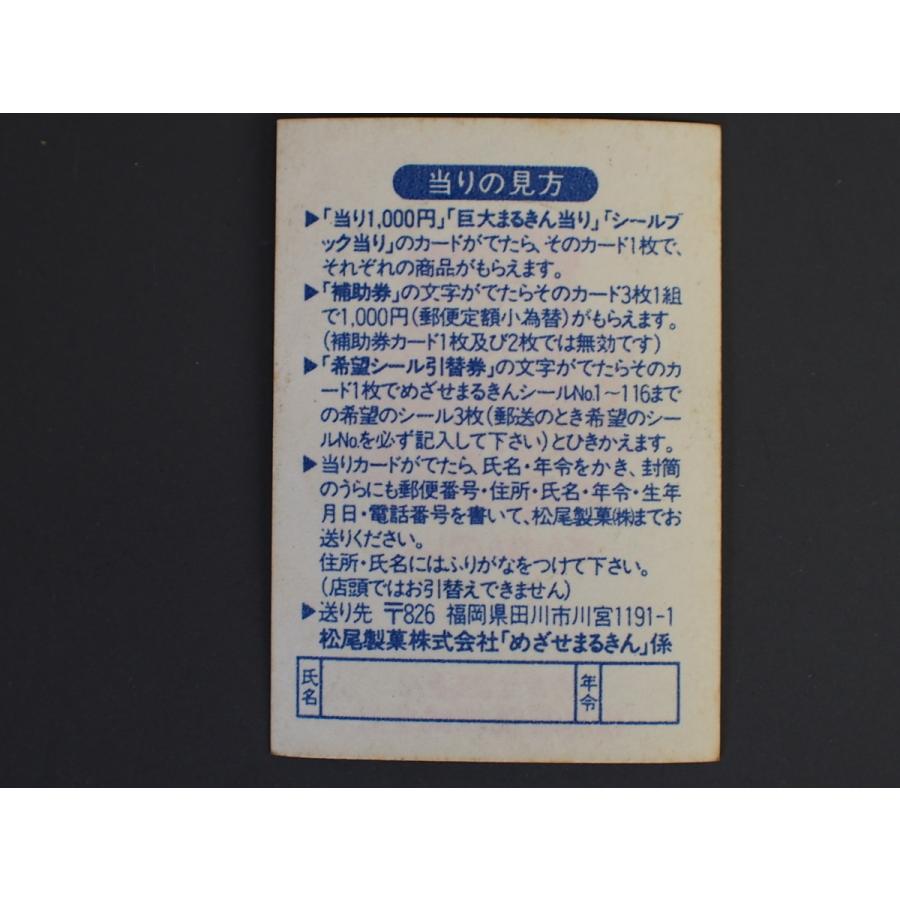 当りの見方
▶「当り1,000円」「巨大まるきん当り」「シールブ
ック当り」のカードがでたら、そのカード1枚で、
それぞれの商品がもらえます。
▶「補助券」の文字がでたらそのカード3枚1組
で1,000円(郵便定額小為替)がもらえます。
(補助券カード1枚及び2枚では無効です)
▶「希望シール引替券」の文字がでたらそのカ
ード1枚でめざせまるきんシールNo.1～116まで
の希望のシール3枚(郵送のとき希望のシー
ルNo.を必ず記入して下さい)とひきかえます。
▶当りカードがでたら、氏名・年令をかき、封筒
のうらにも郵便番号・住所・氏名・年令・生年
月日・電話番号を書いて、松尾製菓㈱までお
送りください。
住所・氏名にはふりがなをつけて下さい。
(店頭ではお引替えできません)
▶送り先 〒826 福岡県田川市川宮1191-1
松尾製菓株式会社「めざせまるきん」係
氏名 年令